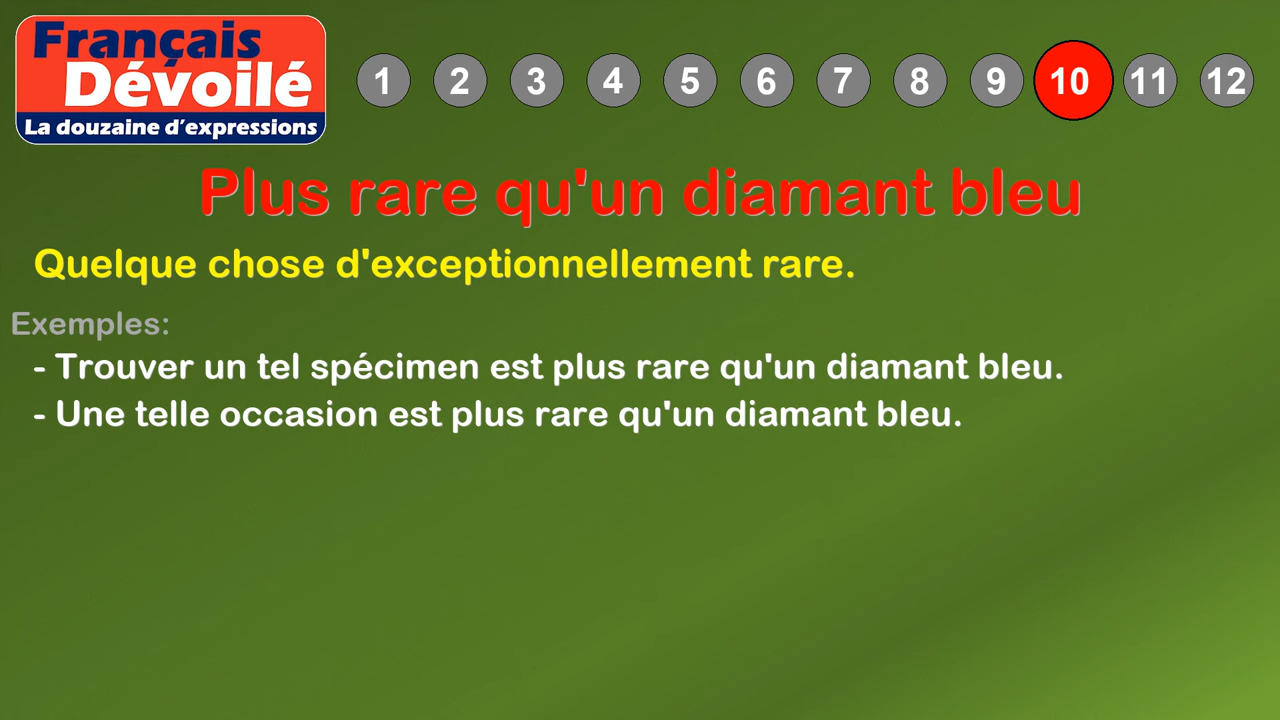 Français
Dévoilé
La douzaine d'expressions
1 2 3 4 5 6 7 8 9 10 11 12
Plus rare qu'un diamant bleu
Quelque chose d'exceptionnellement rare.
Exemples:
- Trouver un tel spécimen est plus rare qu'un diamant bleu.
- Une telle occasion est plus rare qu'un diamant bleu.